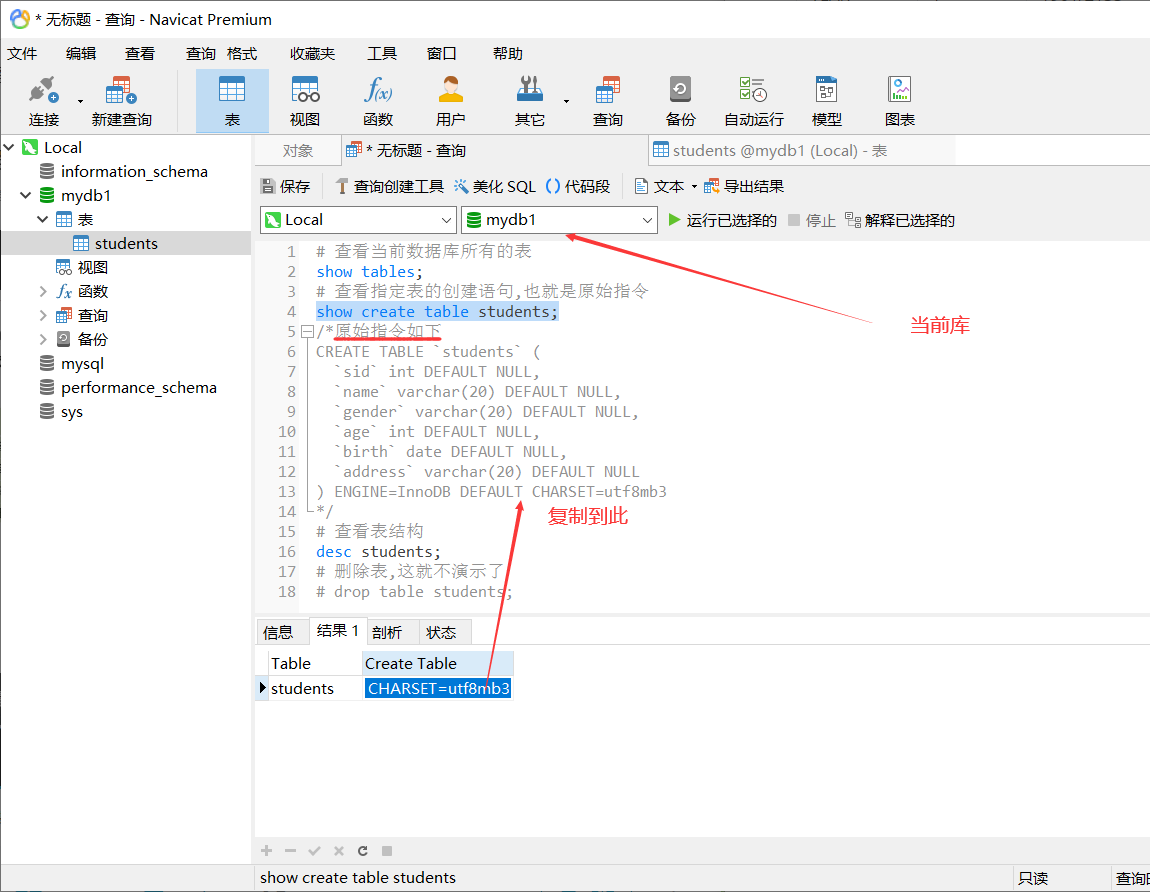 * 无标题 - 查询 - Navicat Premium
文件 编辑 查看 查询 格式 收藏夹 工具 窗口 帮助
连接 新建查询 表 视图 函数 用户 其它 查询 备份 自动运行 模型 图表
Local
information_schema
mydb1
表
students
视图
函数
查询
备份
mysql
performance_schema
sys
对象 * 无标题 - 查询 students @mydb1 (Local) - 表
保存 查询创建工具 美化 SQL () 代码段 文本 导出结果
Local mydb1 运行已选择的 停止 解释已选择的
1 # 查看当前数据库所有的表
2 show tables;
3 # 查看指定表的创建语句,也就是原始指令
4 show create table students;
5 /*原始指令如下
6 CREATE TABLE `students` (
7 `sid` int DEFAULT NULL,
8 `name` varchar(20) DEFAULT NULL,
9 `gender` varchar(20) DEFAULT NULL,
10 `age` int DEFAULT NULL,
11 `birth` date DEFAULT NULL,
12 `address` varchar(20) DEFAULT NULL
13 ) ENGINE=InnoDB DEFAULT CHARSET=utf8mb3
14 */
15 # 查看表结构
16 desc students;
17 # 删除表,这就不演示了
18 # drop table students;
当前库
复制到此
信息 结果 1 剖析 状态
Table Create Table
students CHARSET=utf8mb3
show create table students 只读